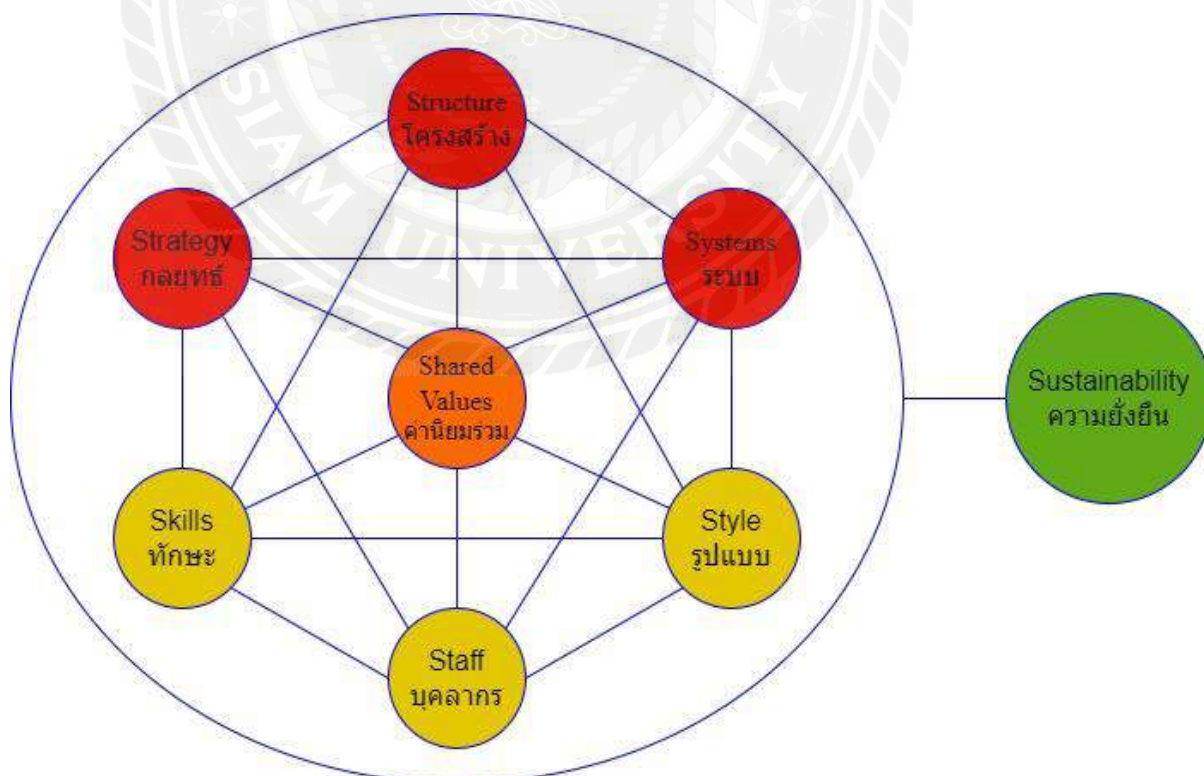 Structure
โครงสร้าง
Strategy
กลยุทธ์
Systems
ระบบ
Shared
Values
ค่านิยมร่วม
Sustainability
ความยั่งยืน
Skills
ทักษะ
Style
รูปแบบ
Staff
บุคลากร
SIAM UNIVERSITY